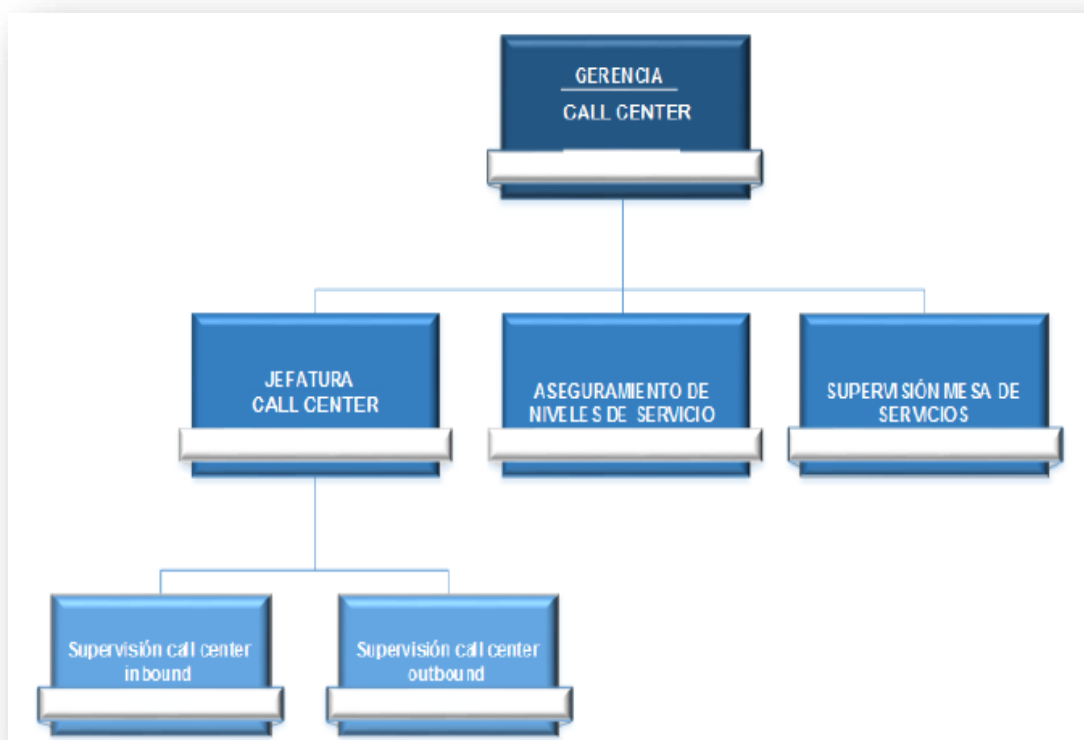 GERENCIA
CALL CENTER
JEFATURA
CALL CENTER
ASEGURAMIENTO DE
NIVELES DE SERVICIO
SUPERVISIÓN MESA DE
SERVICIOS
Supervisión call center
inbound
Supervisión call center
outbound